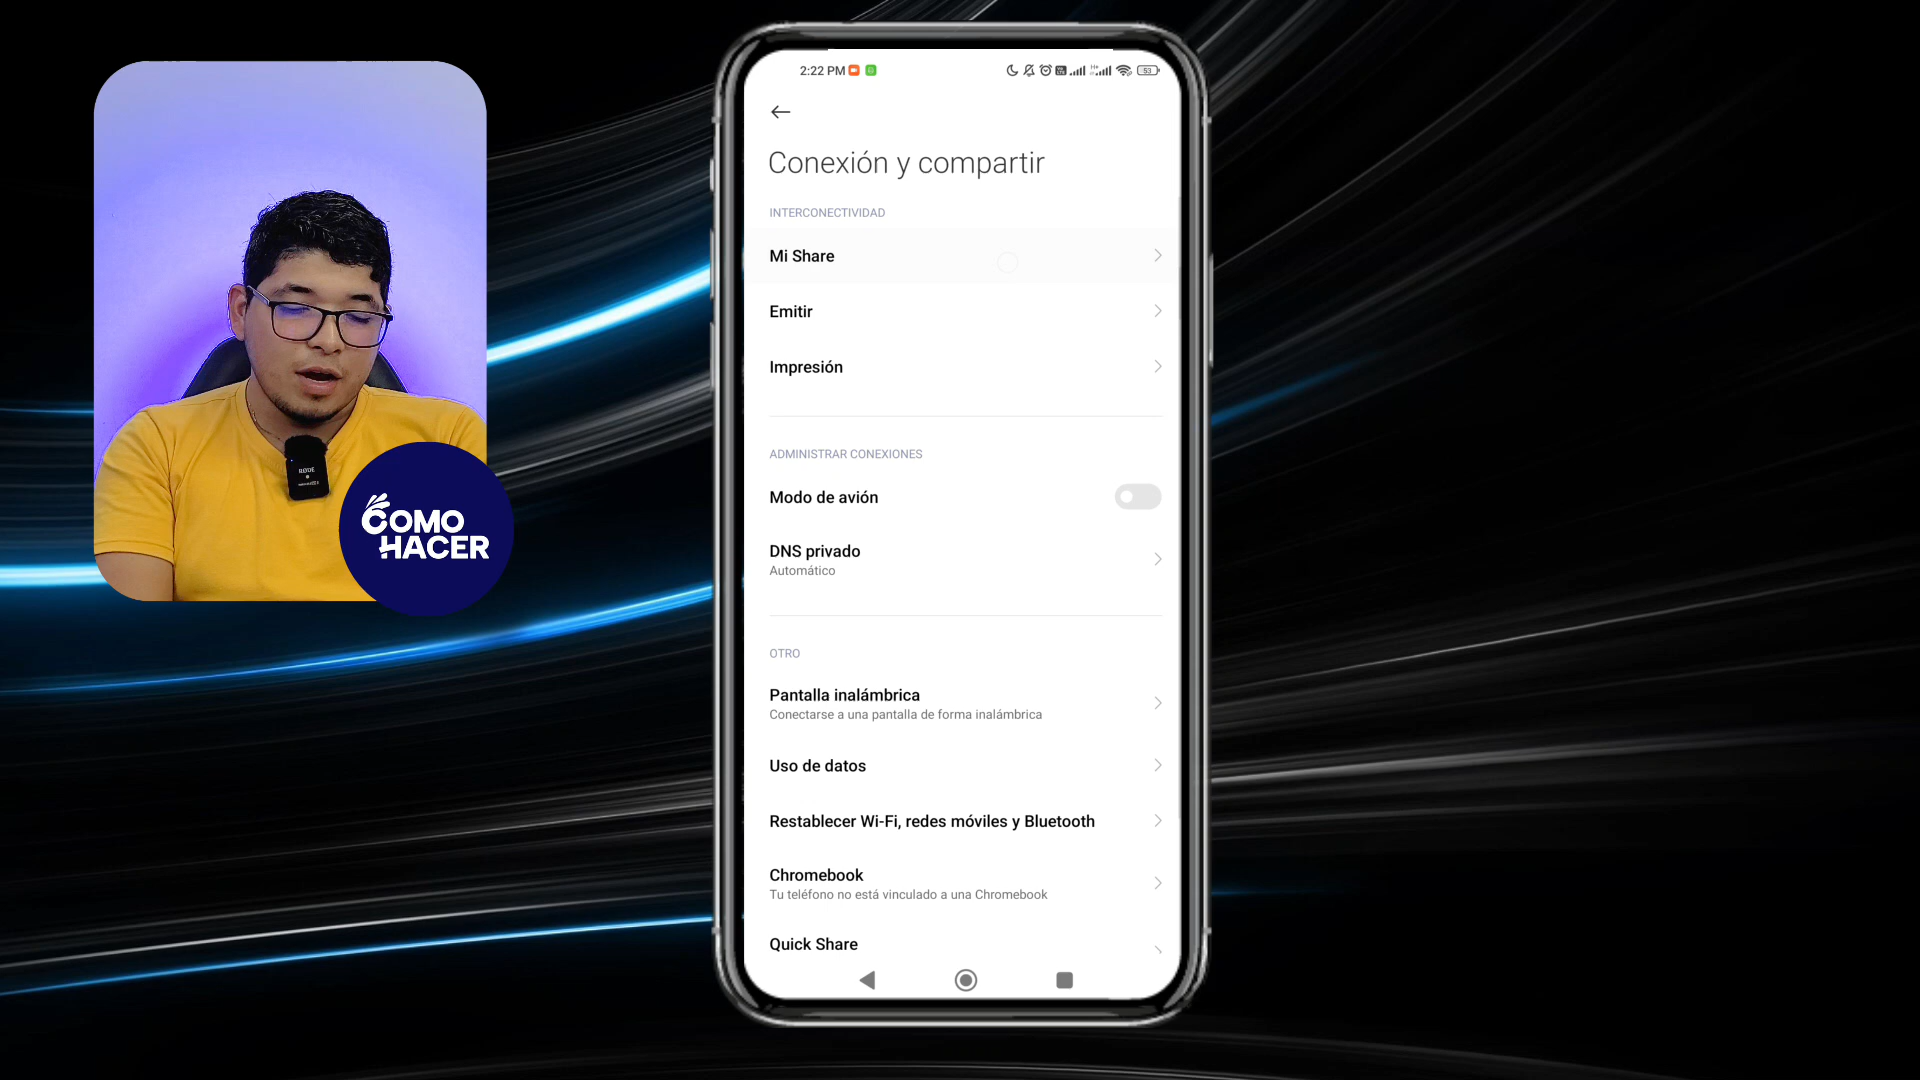 2:22 PM
53
Conexión y compartir
INTERCONECTIVIDAD
Mi Share
Emitir
Impresión
ADMINISTRAR CONEXIONES
Modo de avión
DNS privado
Automático
OTRO
Pantalla inalámbrica
Conectarse a una pantalla de forma inalámbrica
Uso de datos
Restablecer Wi-Fi, redes móviles y Bluetooth
Chromebook
Tu teléfono no está vinculado a una Chromebook
Quick Share
RØDE
COMO
HACER